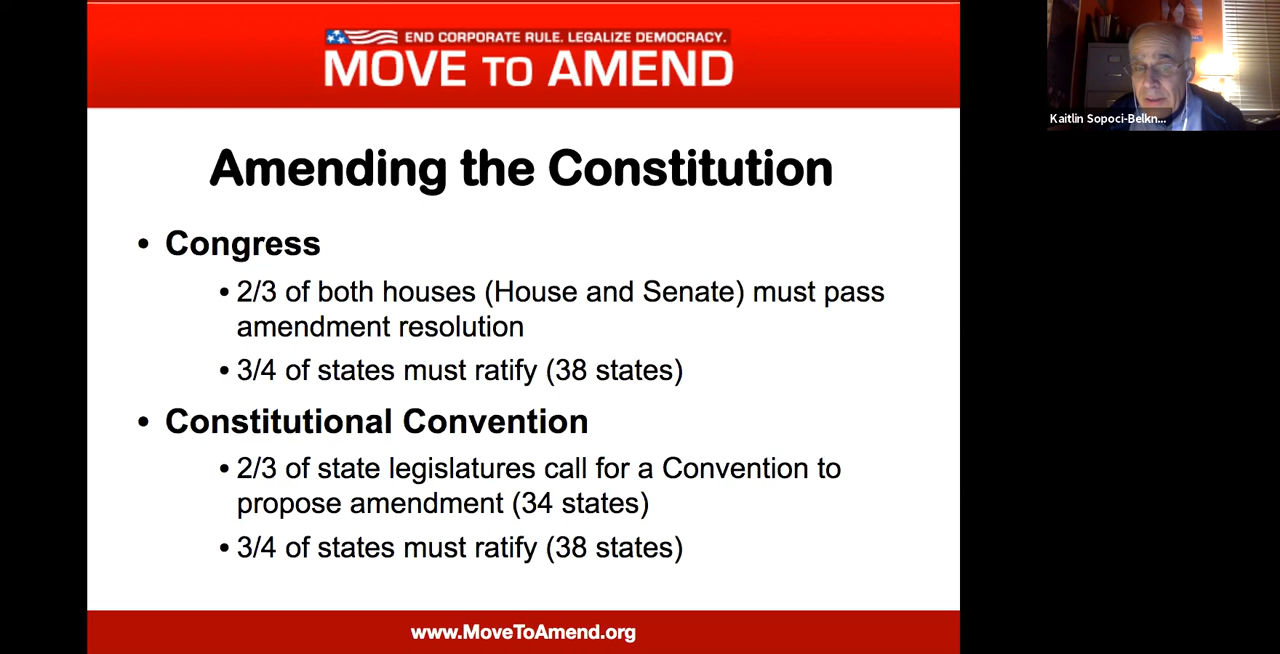 END CORPORATE RULE. LEGALIZE DEMOCRACY.
MOVE TO AMEND
Kaitlin Sopoci-Belkn...
Amending the Constitution
• Congress
• 2/3 of both houses (House and Senate) must pass
amendment resolution
• 3/4 of states must ratify (38 states)
• Constitutional Convention
• 2/3 of state legislatures call for a Convention to
propose amendment (34 states)
• 3/4 of states must ratify (38 states)
www.MoveToAmend.org